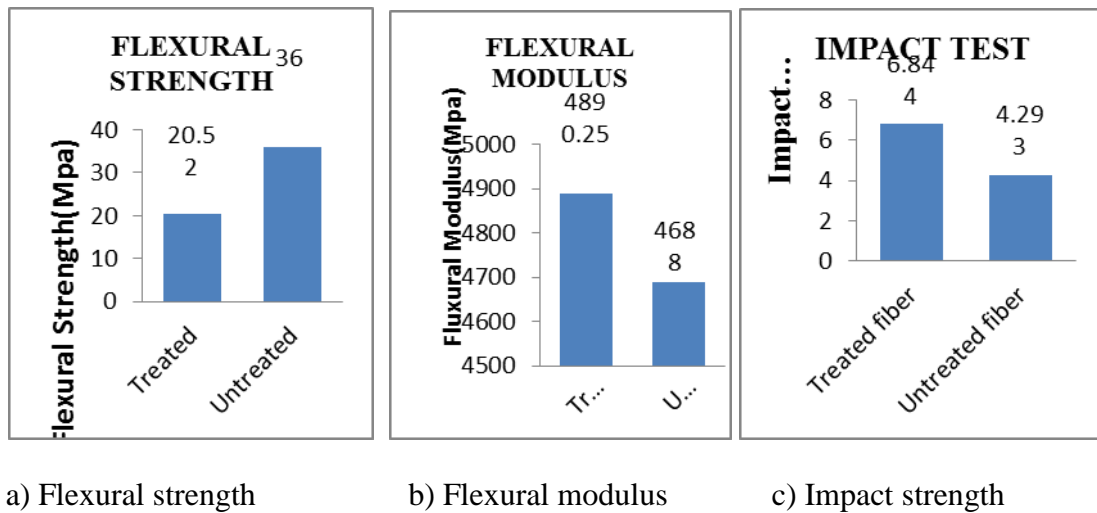 FLEXURAL
STRENGTH
36
20.5
2
40
30
20
10
0
Flexural Strength(Mpa)
Treated
Untreated
FLEXURAL
MODULUS
489
0.25
468
8
5000
4900
4800
4700
4600
4500
Fluxural Modulus(Mpa)
Tr...
U...
IMPACT TEST
6.84
4
4.29
3
8
6
4
2
0
Impact...
Treated fiber
Untreated fiber
a) Flexural strength
b) Flexural modulus
c) Impact strength